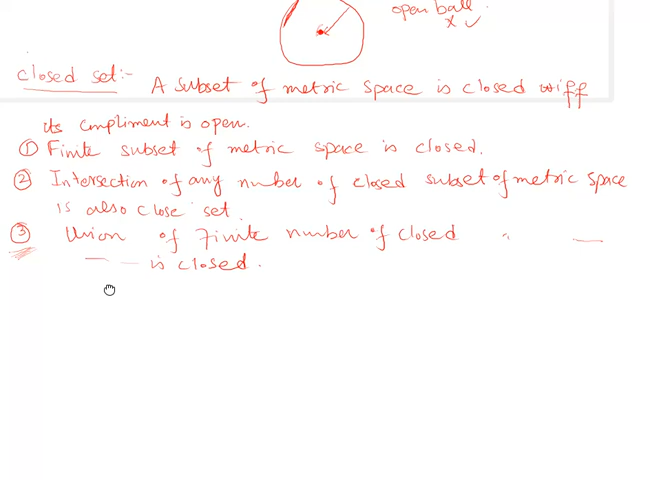 open ball
x ✓
closed set:- A subset of metric space is closed iff
its compliment is open.
① Finite subset of metric space is closed.
② Intersection of any number of closed subset of metric space
is also close set.
③ Union of finite number of closed " —
— — is closed.